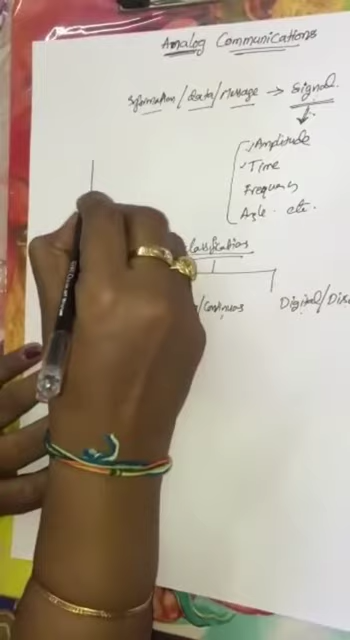 Analog Communications
Information/data/Message → Signal.
Amplitude
Time
Frequency
Angle. etc.
Classification
/Continuous Digital/Disc